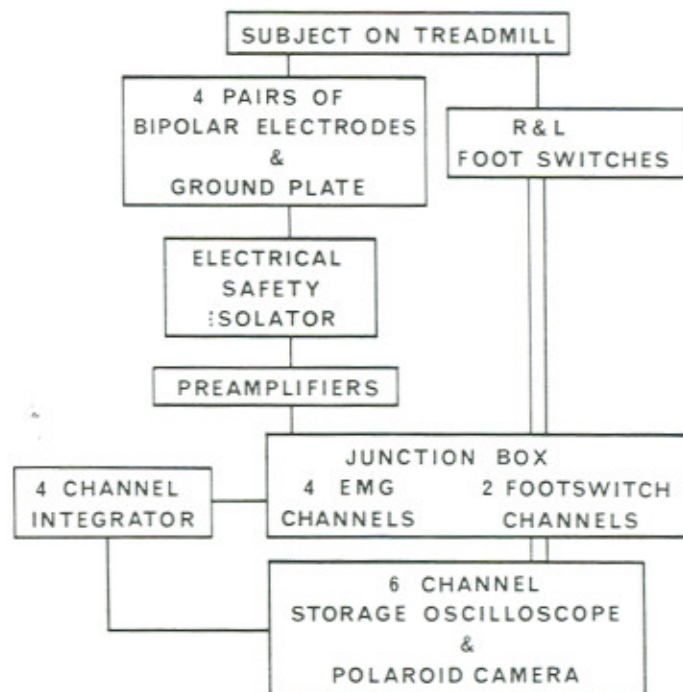 SUBJECT ON TREADMILL
4 PAIRS OF
BIPOLAR ELECTRODES
&
GROUND PLATE
R & L
FOOT SWITCHES
ELECTRICAL
SAFETY
ISOLATOR
PREAMPLIFIERS
JUNCTION BOX
4 EMG
CHANNELS
2 FOOTSWITCH
CHANNELS
4 CHANNEL
INTEGRATOR
6 CHANNEL
STORAGE OSCILLOSCOPE
&
POLAROID CAMERA